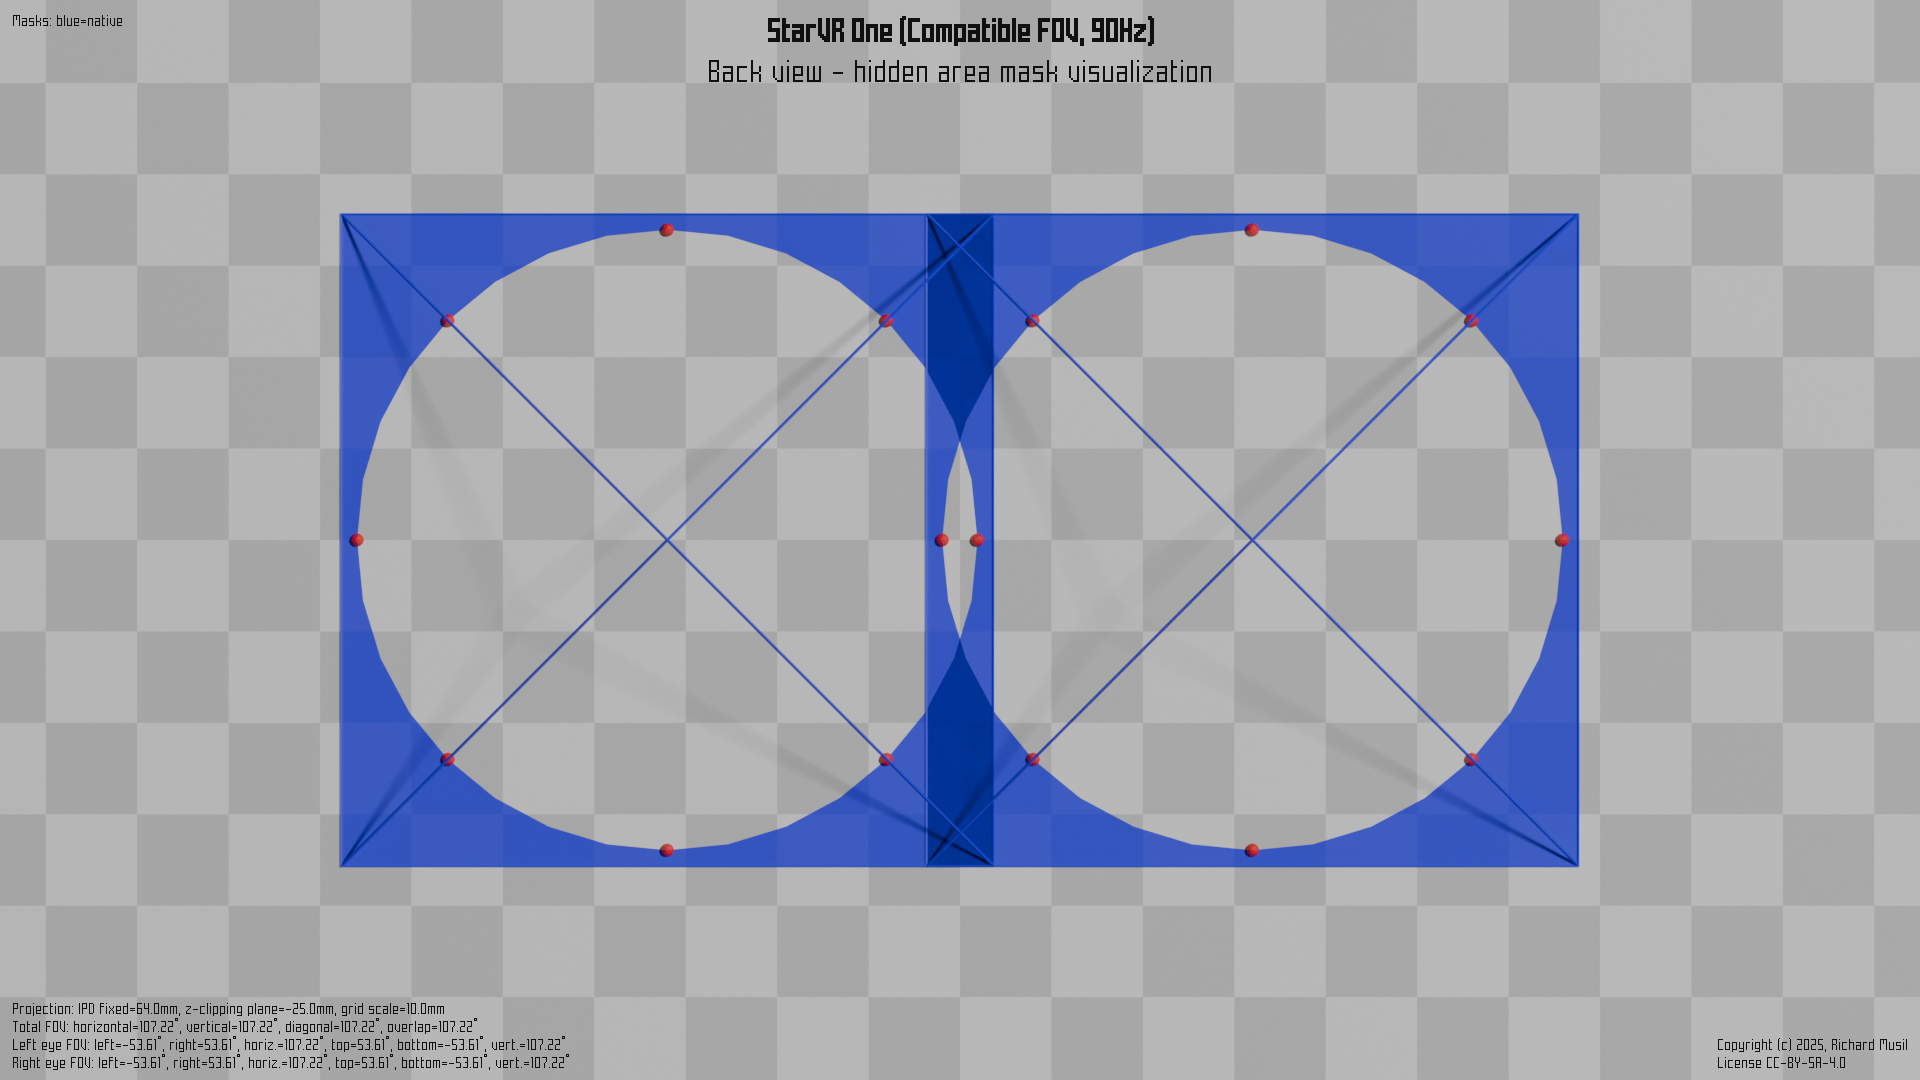 Masks: blue=native
StarVR One (Compatible FOV, 90Hz)
Back view - hidden area mask visualization
Projection: IPD fixed=64.0mm, z-clipping plane=-25.0mm, grid scale=10.0mm
Total FOV: horizontal=107.22°, vertical=107.22°, diagonal=107.22°, overlap=107.22°
Left eye FOV: left=-53.61°, right=53.61°, horiz.=107.22°, top=53.61°, bottom=-53.61°, vert.=107.22°
Right eye FOV: left=-53.61°, right=53.61°, horiz.=107.22°, top=53.61°, bottom=-53.61°, vert.=107.22°
Copyright (c) 2025, Richard Musil
License CC-BY-SA-4.0